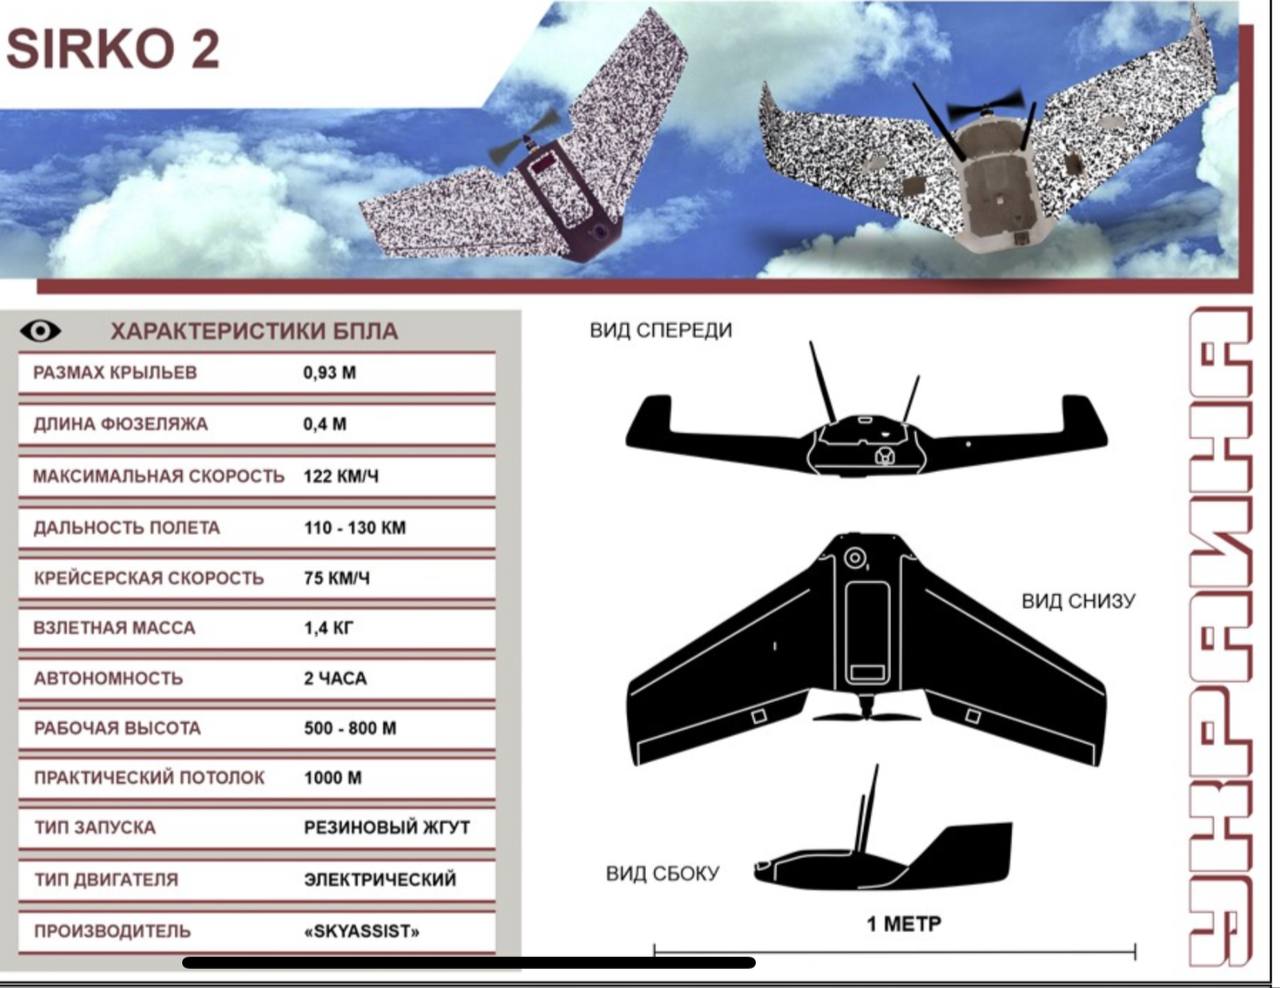 SIRKO 2
ХАРАКТЕРИСТИКИ БПЛА
РАЗМАХ КРЫЛЬЕВ 0,93 М
ДЛИНА ФЮЗЕЛЯЖА 0,4 М
МАКСИМАЛЬНАЯ СКОРОСТЬ 122 КМ/Ч
ДАЛЬНОСТЬ ПОЛЕТА 110 - 130 КМ
КРЕЙСЕРСКАЯ СКОРОСТЬ 75 КМ/Ч
ВЗЛЕТНАЯ МАССА 1,4 КГ
АВТОНОМНОСТЬ 2 ЧАСА
РАБОЧАЯ ВЫСОТА 500 - 800 М
ПРАКТИЧЕСКИЙ ПОТОЛОК 1000 М
ТИП ЗАПУСКА РЕЗИНОВЫЙ ЖГУТ
ТИП ДВИГАТЕЛЯ ЭЛЕКТРИЧЕСКИЙ
ПРОИЗВОДИТЕЛЬ «SKYASSIST»
ВИД СПЕРЕДИ
ВИД СНИЗУ
ВИД СБОКУ
1 МЕТР
УКРАИНА